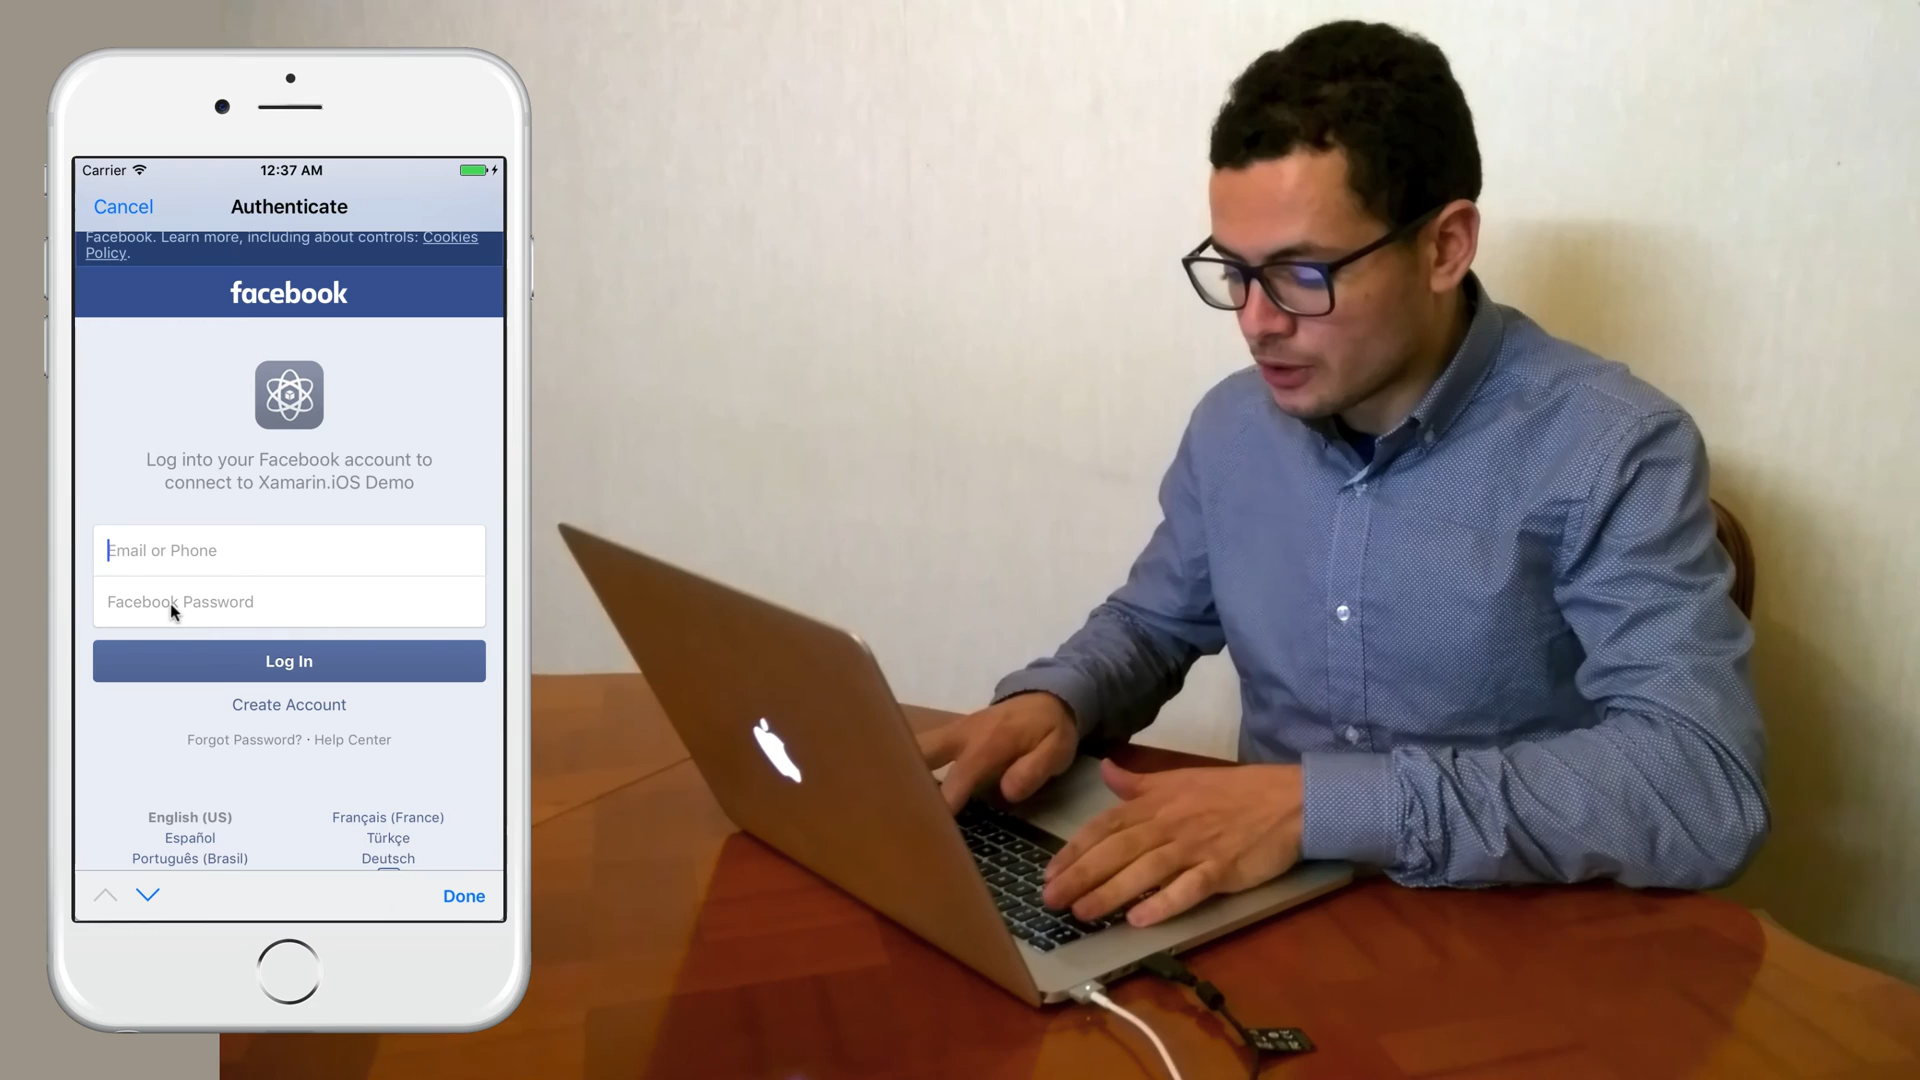 Carrier
12:37 AM
Cancel
Authenticate
Facebook. Learn more, including about controls: Cookies
Policy.
facebook
Log into your Facebook account to
connect to Xamarin.iOS Demo
Email or Phone
Facebook Password
Log In
Create Account
Forgot Password? · Help Center
English (US)
Français (France)
Español
Türkçe
Português (Brasil)
Deutsch
Done